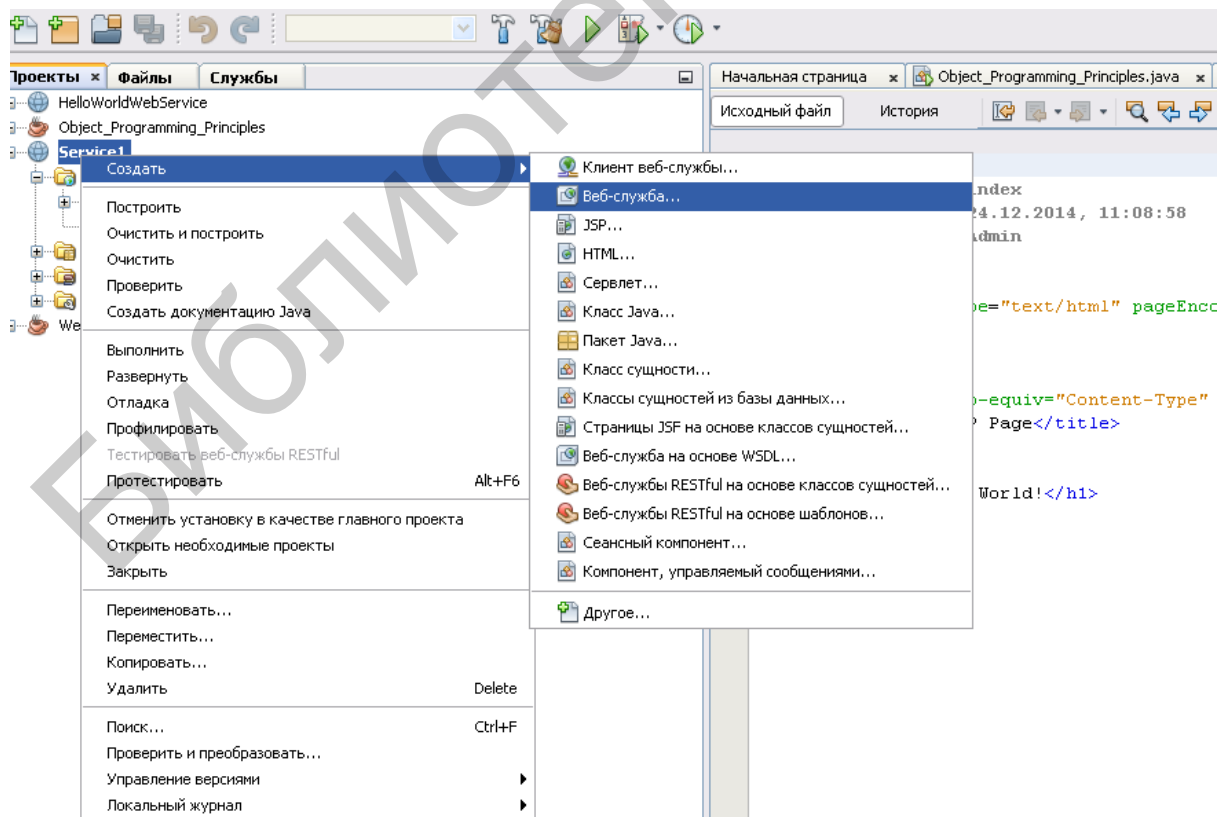 Проекты × Файлы Службы
HelloWorldWebService
Object_Programming_Principles
Service1
We
Создать
Построить
Очистить и построить
Очистить
Проверить
Создать документацию Java
Выполнить
Развернуть
Отладка
Профилировать
Тестировать веб-службы RESTful
Протестировать Alt+F6
Отменить установку в качестве главного проекта
Открыть необходимые проекты
Закрыть
Переименовать...
Переместить...
Копировать...
Удалить Delete
Поиск... Ctrl+F
Проверить и преобразовать...
Управление версиями
Локальный журнал
Клиент веб-службы...
Веб-служба...
JSP...
HTML...
Сервлет...
Класс Java...
Пакет Java...
Класс сущности...
Классы сущностей из базы данных...
Страницы JSF на основе классов сущностей...
Веб-служба на основе WSDL...
Веб-службы RESTful на основе классов сущностей...
Веб-службы RESTful на основе шаблонов...
Сеансный компонент...
Компонент, управляемый сообщениями...
Другое...
Начальная страница × Object_Programming_Principles.java ×
Исходный файл История
index
24.12.2014, 11:08:58
Admin
pe="text/html" pageEnco
p-equiv="Content-Type"
P Page</title>
World!</h1>
Библиоте